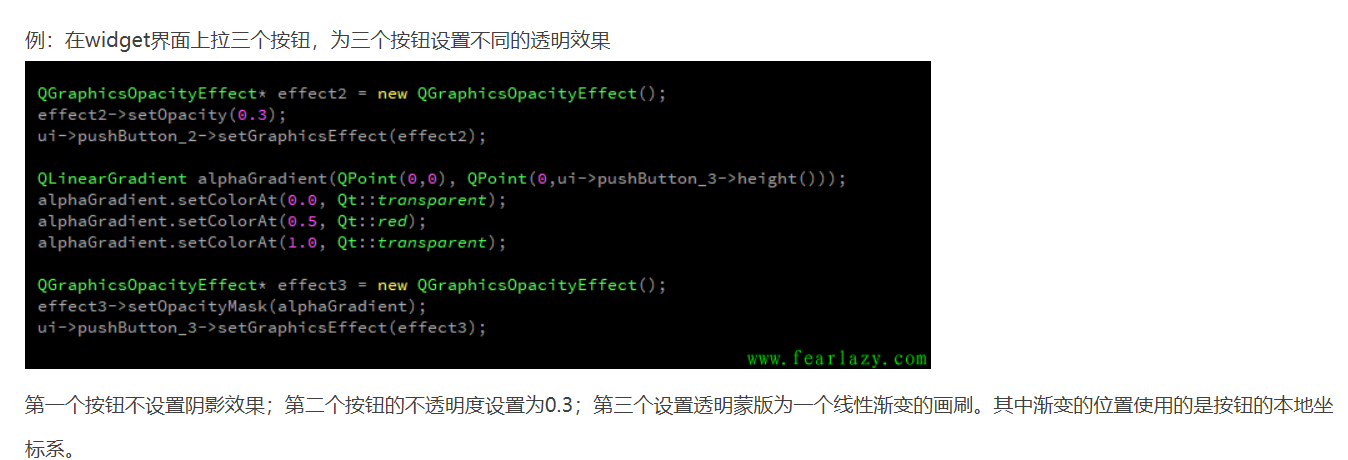 例：在widget界面上拉三个按钮，为三个按钮设置不同的透明效果
QGraphicsOpacityEffect* effect2 = new QGraphicsOpacityEffect();
effect2->setOpacity(0.3);
ui->pushButton_2->setGraphicsEffect(effect2);
QLinearGradient alphaGradient(QPoint(0,0), QPoint(0,ui->pushButton_3->height()));
alphaGradient.setColorAt(0.0, Qt::transparent);
alphaGradient.setColorAt(0.5, Qt::red);
alphaGradient.setColorAt(1.0, Qt::transparent);
QGraphicsOpacityEffect* effect3 = new QGraphicsOpacityEffect();
effect3->setOpacityMask(alphaGradient);
ui->pushButton_3->setGraphicsEffect(effect3);
www.fearlazy.com
第一个按钮不设置阴影效果；第二个按钮的不透明度设置为0.3；第三个设置透明蒙版为一个线性渐变的画刷。其中渐变的位置使用的是按钮的本地坐
标系。